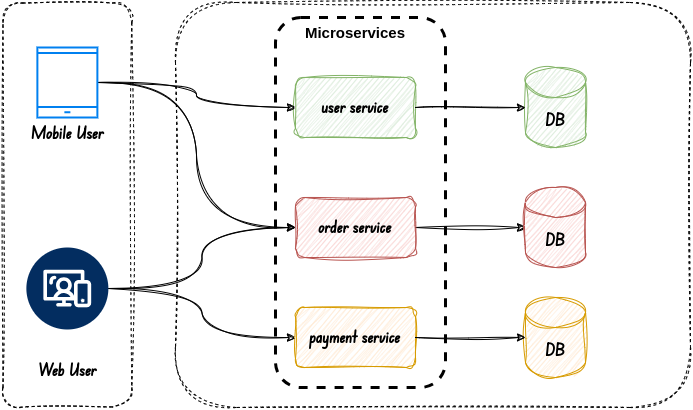 Microservices
Mobile User
user service
DB
order service
DB
Web User
payment service
DB